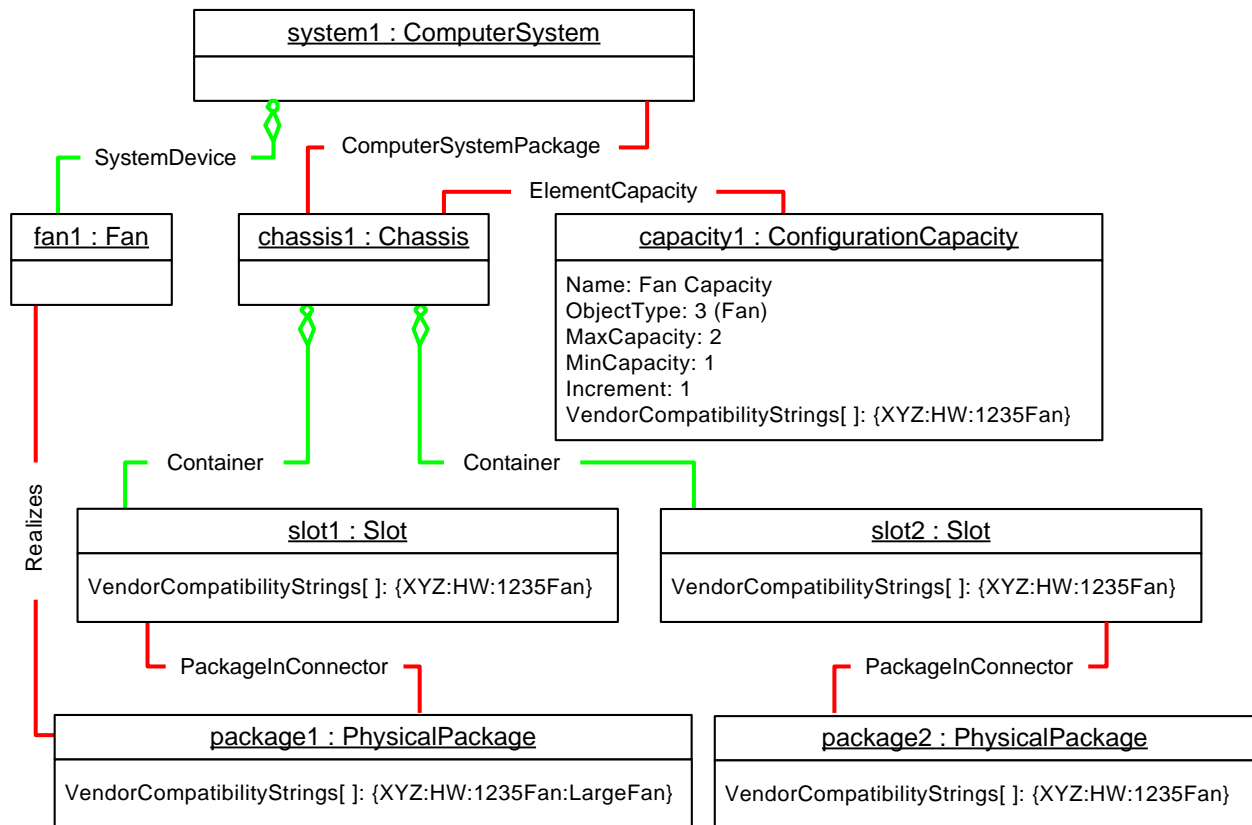 system1 : ComputerSystem
SystemDevice
ComputerSystemPackage
ElementCapacity
fan1 : Fan
chassis1 : Chassis
capacity1 : ConfigurationCapacity
Name: Fan Capacity
ObjectType: 3 (Fan)
MaxCapacity: 2
MinCapacity: 1
Increment: 1
VendorCompatibilityStrings[ ]: {XYZ:HW:1235Fan}
Container
Container
Realizes
slot1 : Slot
VendorCompatibilityStrings[ ]: {XYZ:HW:1235Fan}
slot2 : Slot
VendorCompatibilityStrings[ ]: {XYZ:HW:1235Fan}
PackageInConnector
PackageInConnector
package1 : PhysicalPackage
VendorCompatibilityStrings[ ]: {XYZ:HW:1235Fan:LargeFan}
package2 : PhysicalPackage
VendorCompatibilityStrings[ ]: {XYZ:HW:1235Fan}